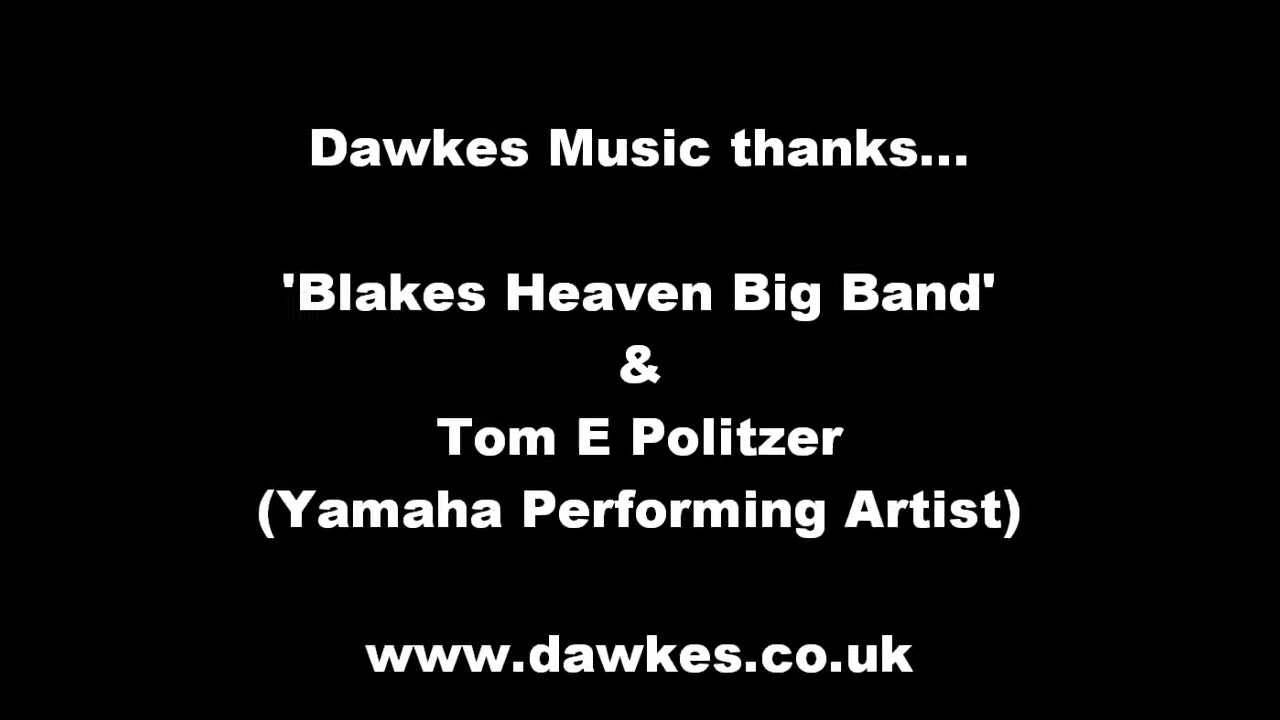 Dawkes Music thanks...
'Blakes Heaven Big Band'
&
Tom E Politzer
(Yamaha Performing Artist)
www.dawkes.co.uk